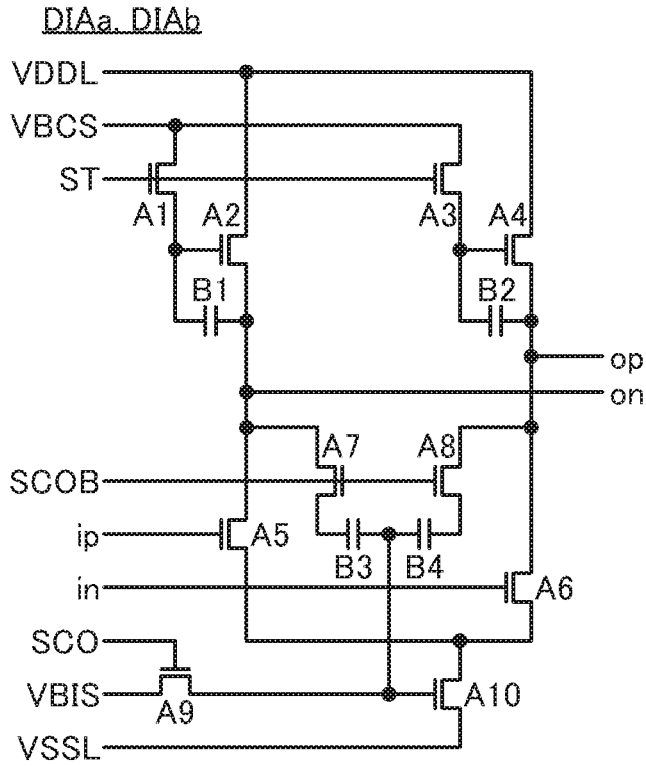 DIAa, DIAb
VDDL
VBCS
ST
A1 A2 A3 A4
B1 B2
op
on
A7 A8
SCOB
ip A5
B3 B4
in A6
SCO
VBIS A9 A10
VSSL